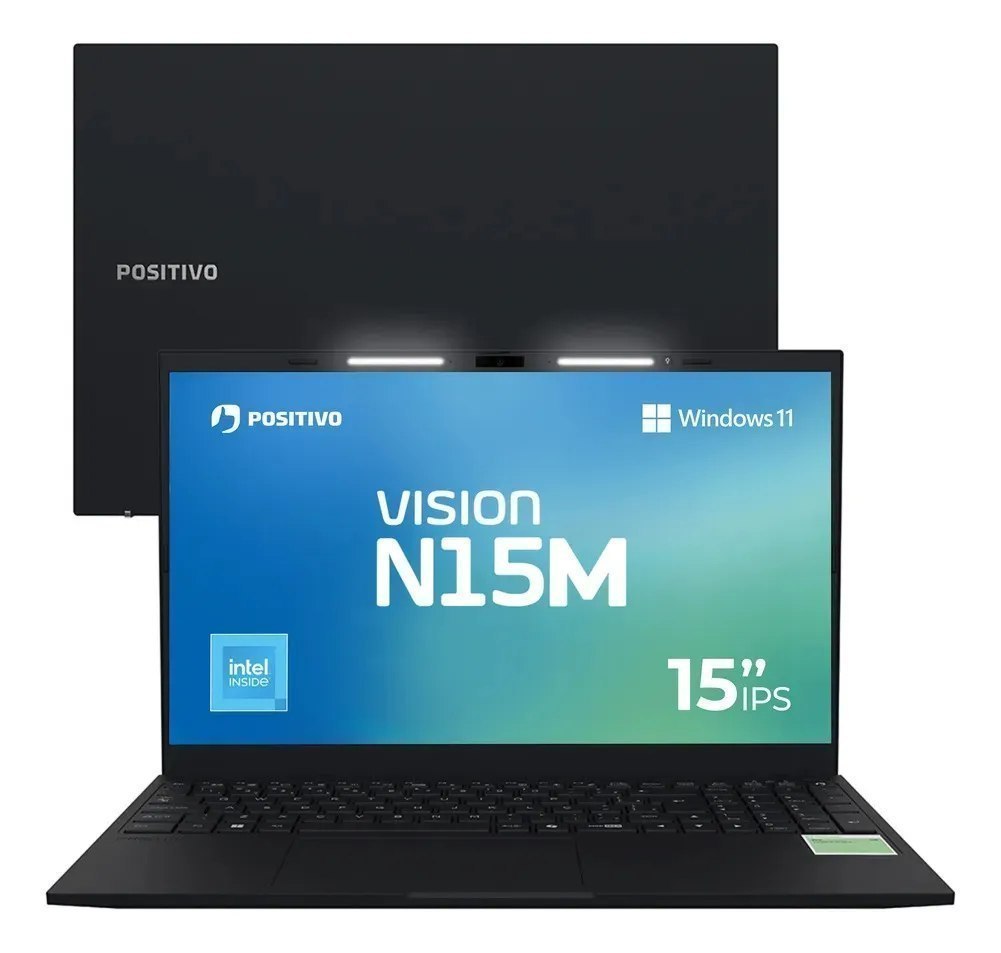 POSITIVO
POSITIVO
Windows 11
VISION
N15M
intel
INSIDE
15” IPS